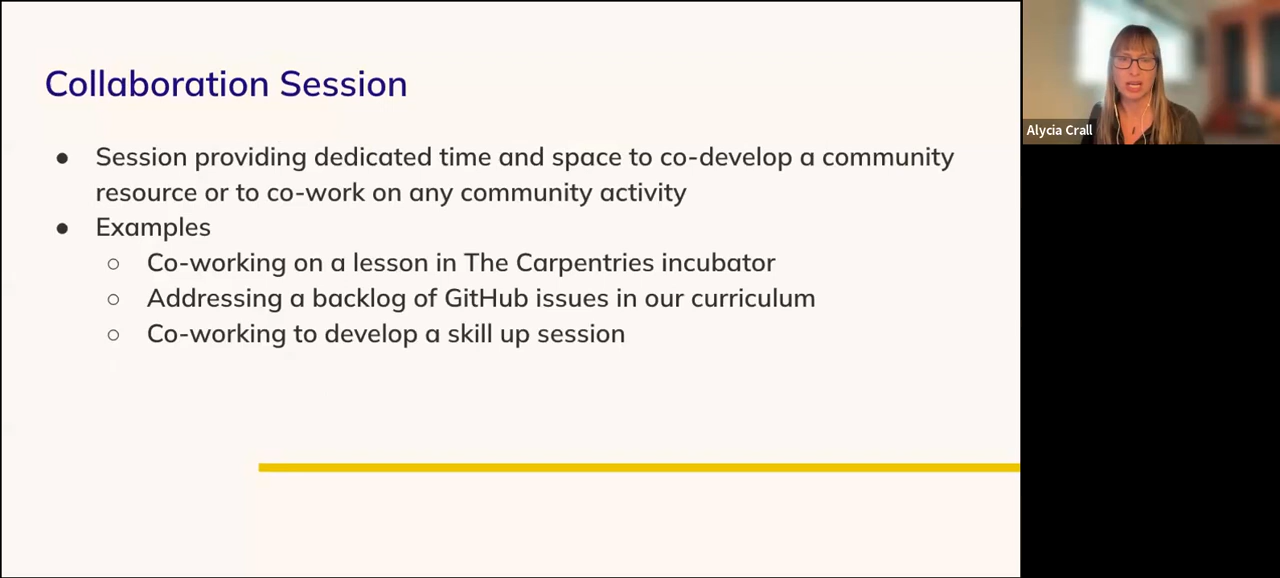 Collaboration Session
● Session providing dedicated time and space to co-develop a community
resource or to co-work on any community activity
● Examples
○ Co-working on a lesson in The Carpentries incubator
○ Addressing a backlog of GitHub issues in our curriculum
○ Co-working to develop a skill up session
Alycia Crall